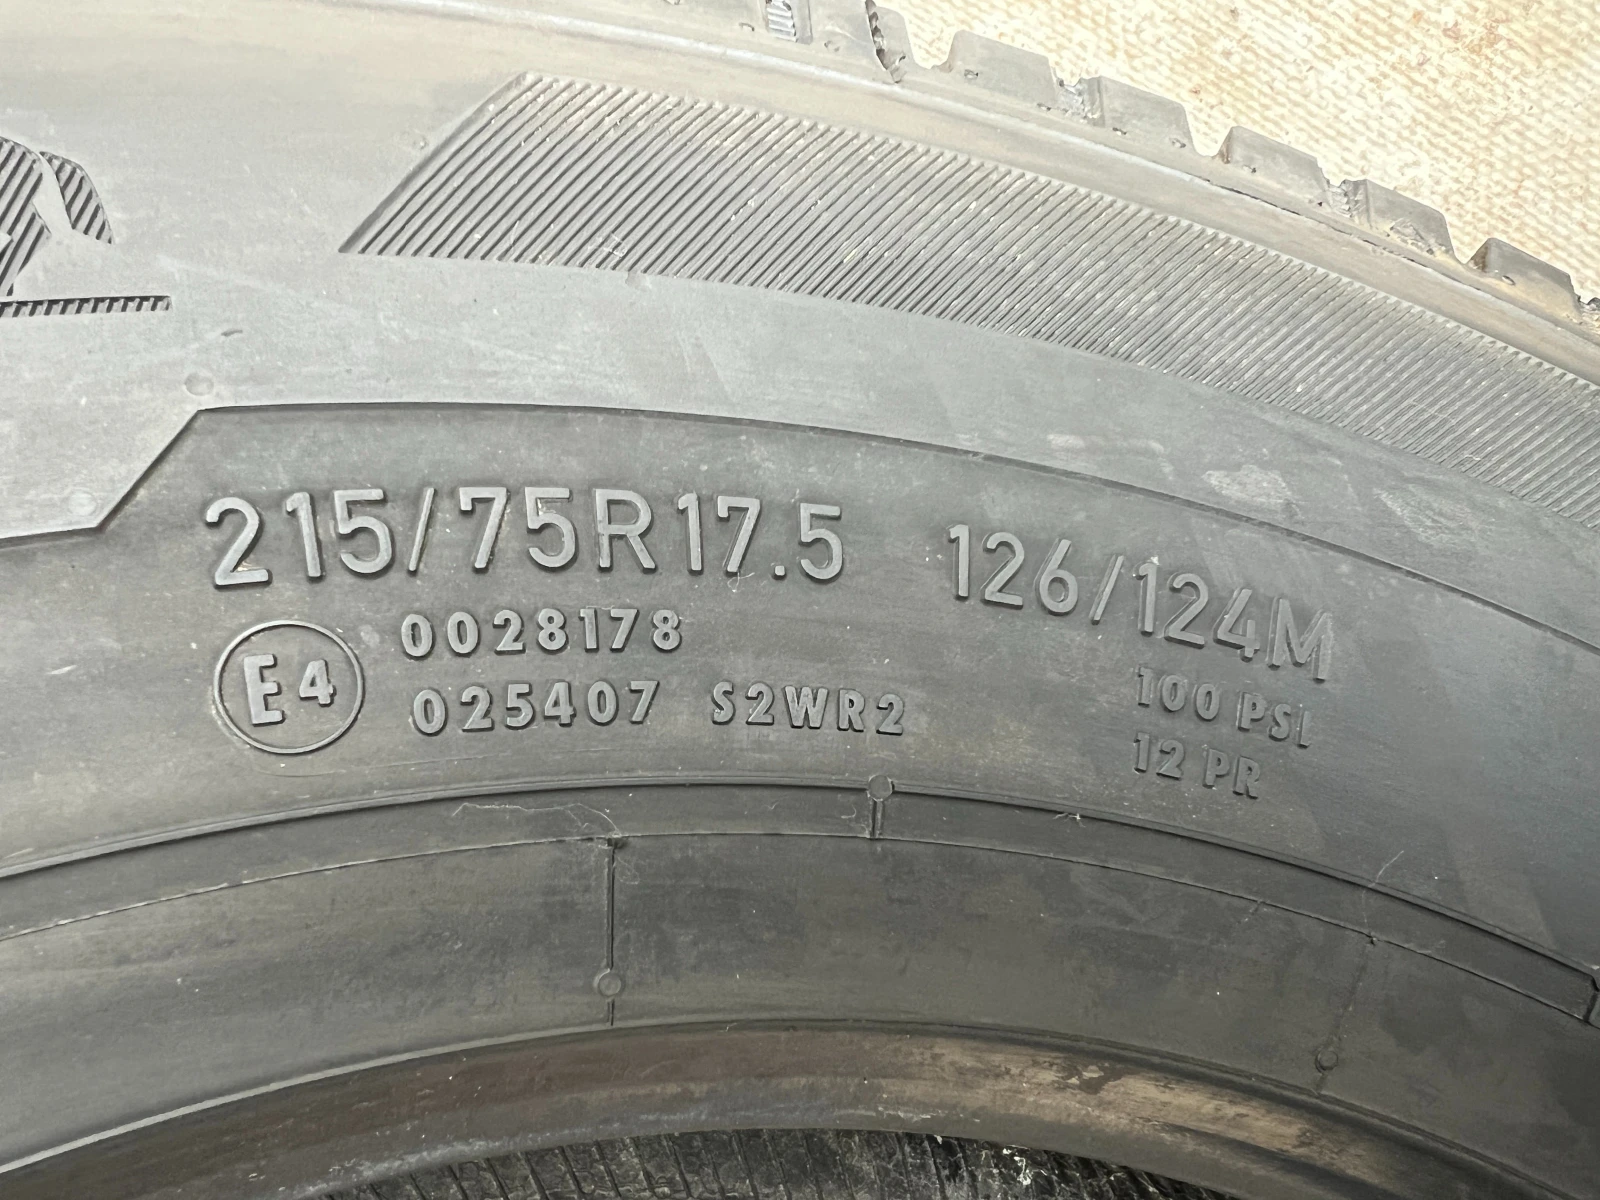 215/75R17.5 126/124M
E4 0028178
025407 S2WR2
100 PSI
12 PR